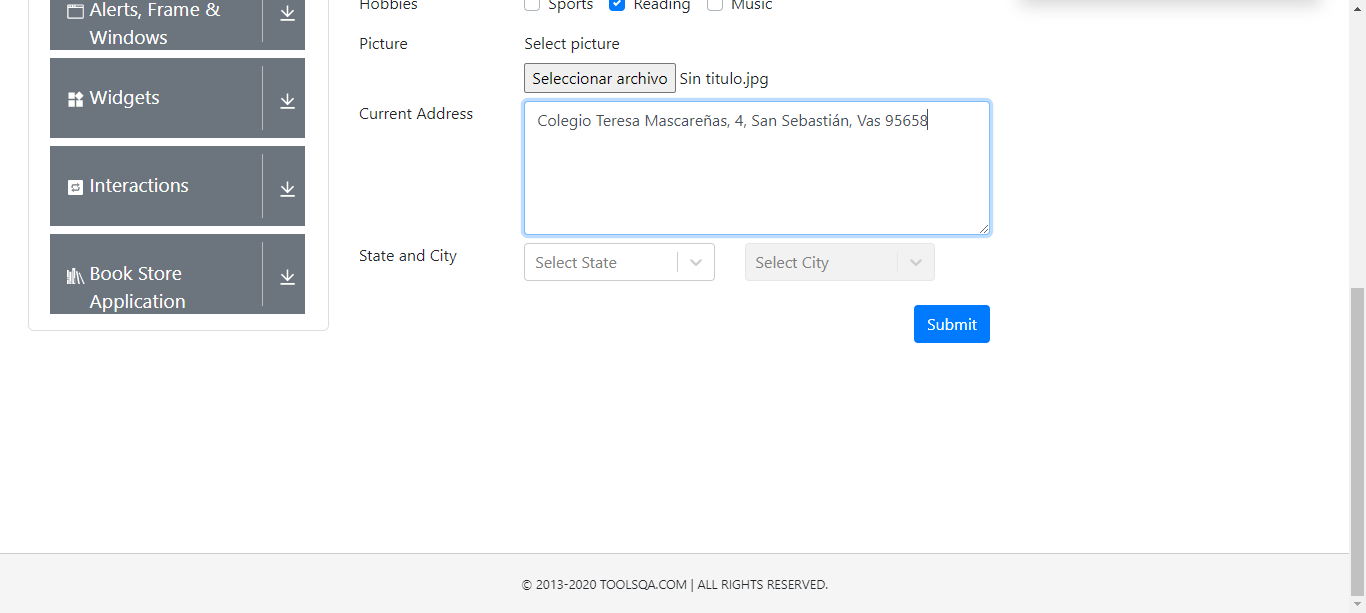 Alerts, Frame &
Windows
Widgets
Interactions
Book Store
Application
Hobbies
Sports Reading Music
Picture
Select picture
Seleccionar archivo Sin titulo.jpg
Current Address
Colegio Teresa Mascareñas, 4, San Sebastián, Vas 95658
State and City
Select State
Select City
Submit
© 2013-2020 TOOLSQA.COM | ALL RIGHTS RESERVED.